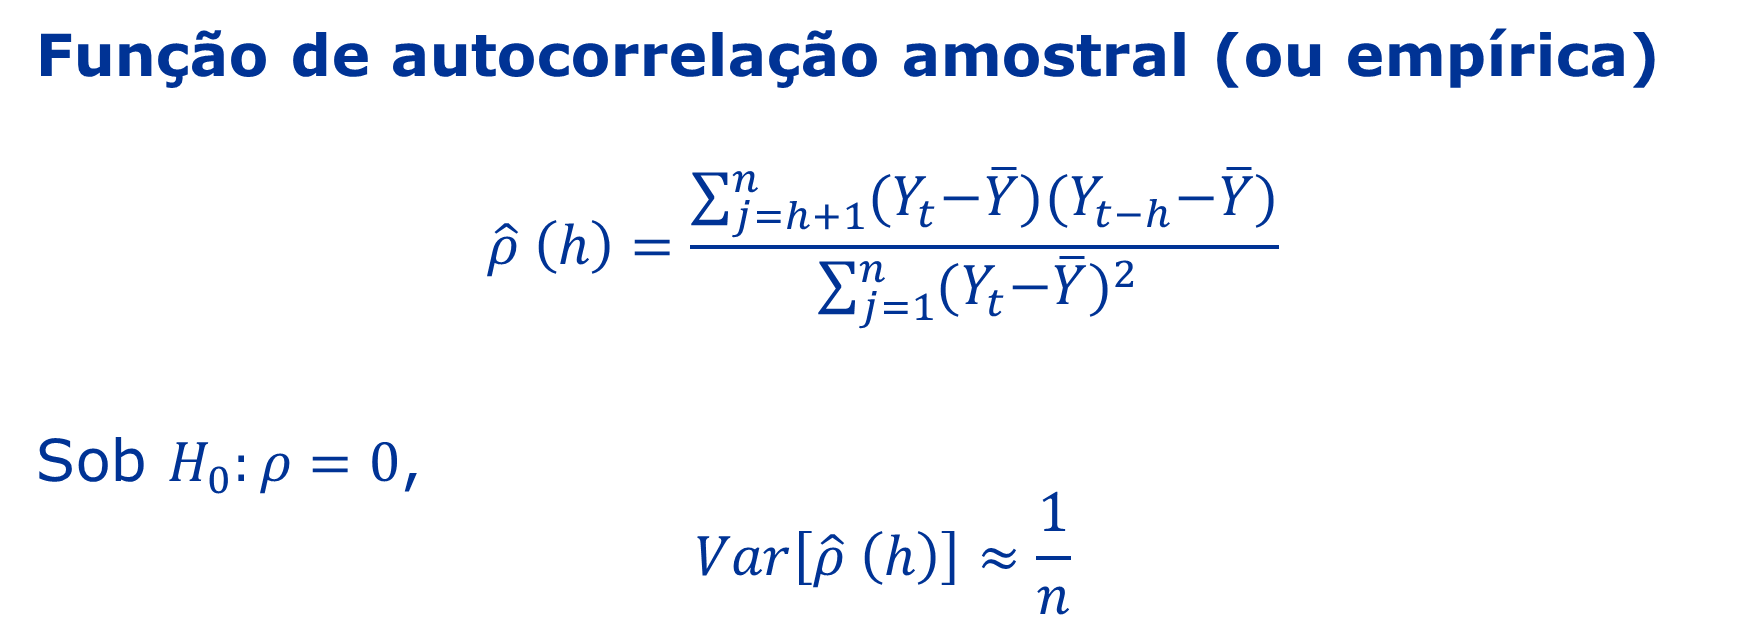 Função de autocorrelação amostral (ou empírica)
ρ̂ (h) = ∑ⁿⱼ₌ₕ₊₁(Yₜ−Ȳ)(Yₜ₋ₕ−Ȳ) / ∑ⁿⱼ₌₁(Yₜ−Ȳ)²
Sob H₀: ρ = 0,
Var[ρ̂ (h)] ≈ 1/n